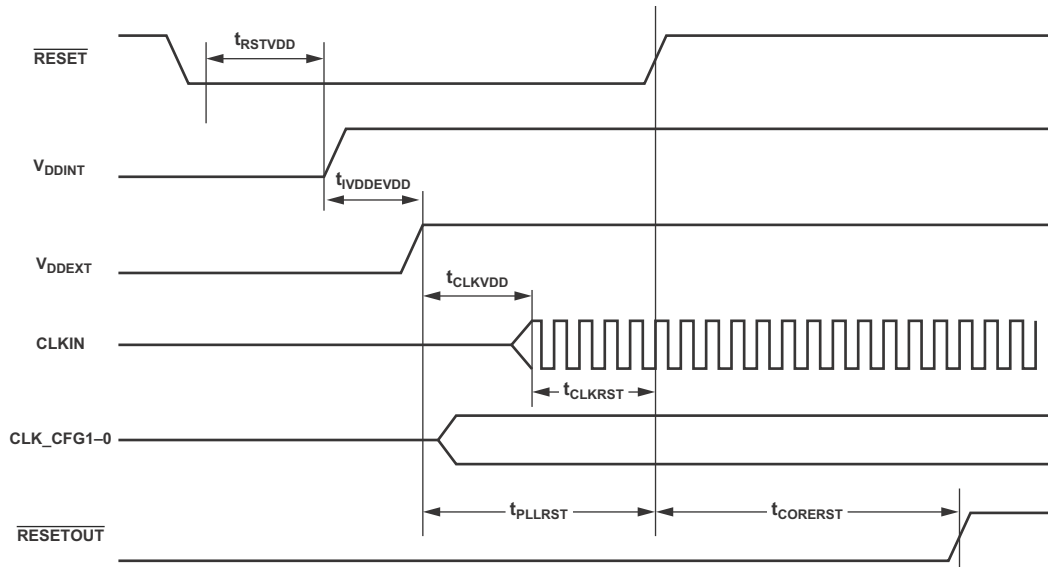 RESET
tRSTVDD
VDDINT
tIVDDEVDD
VDDEXT
tCLKVDD
CLKIN
tCLKRST
CLK_CFG1–0
tPLLRST
tCORERST
RESETOUT